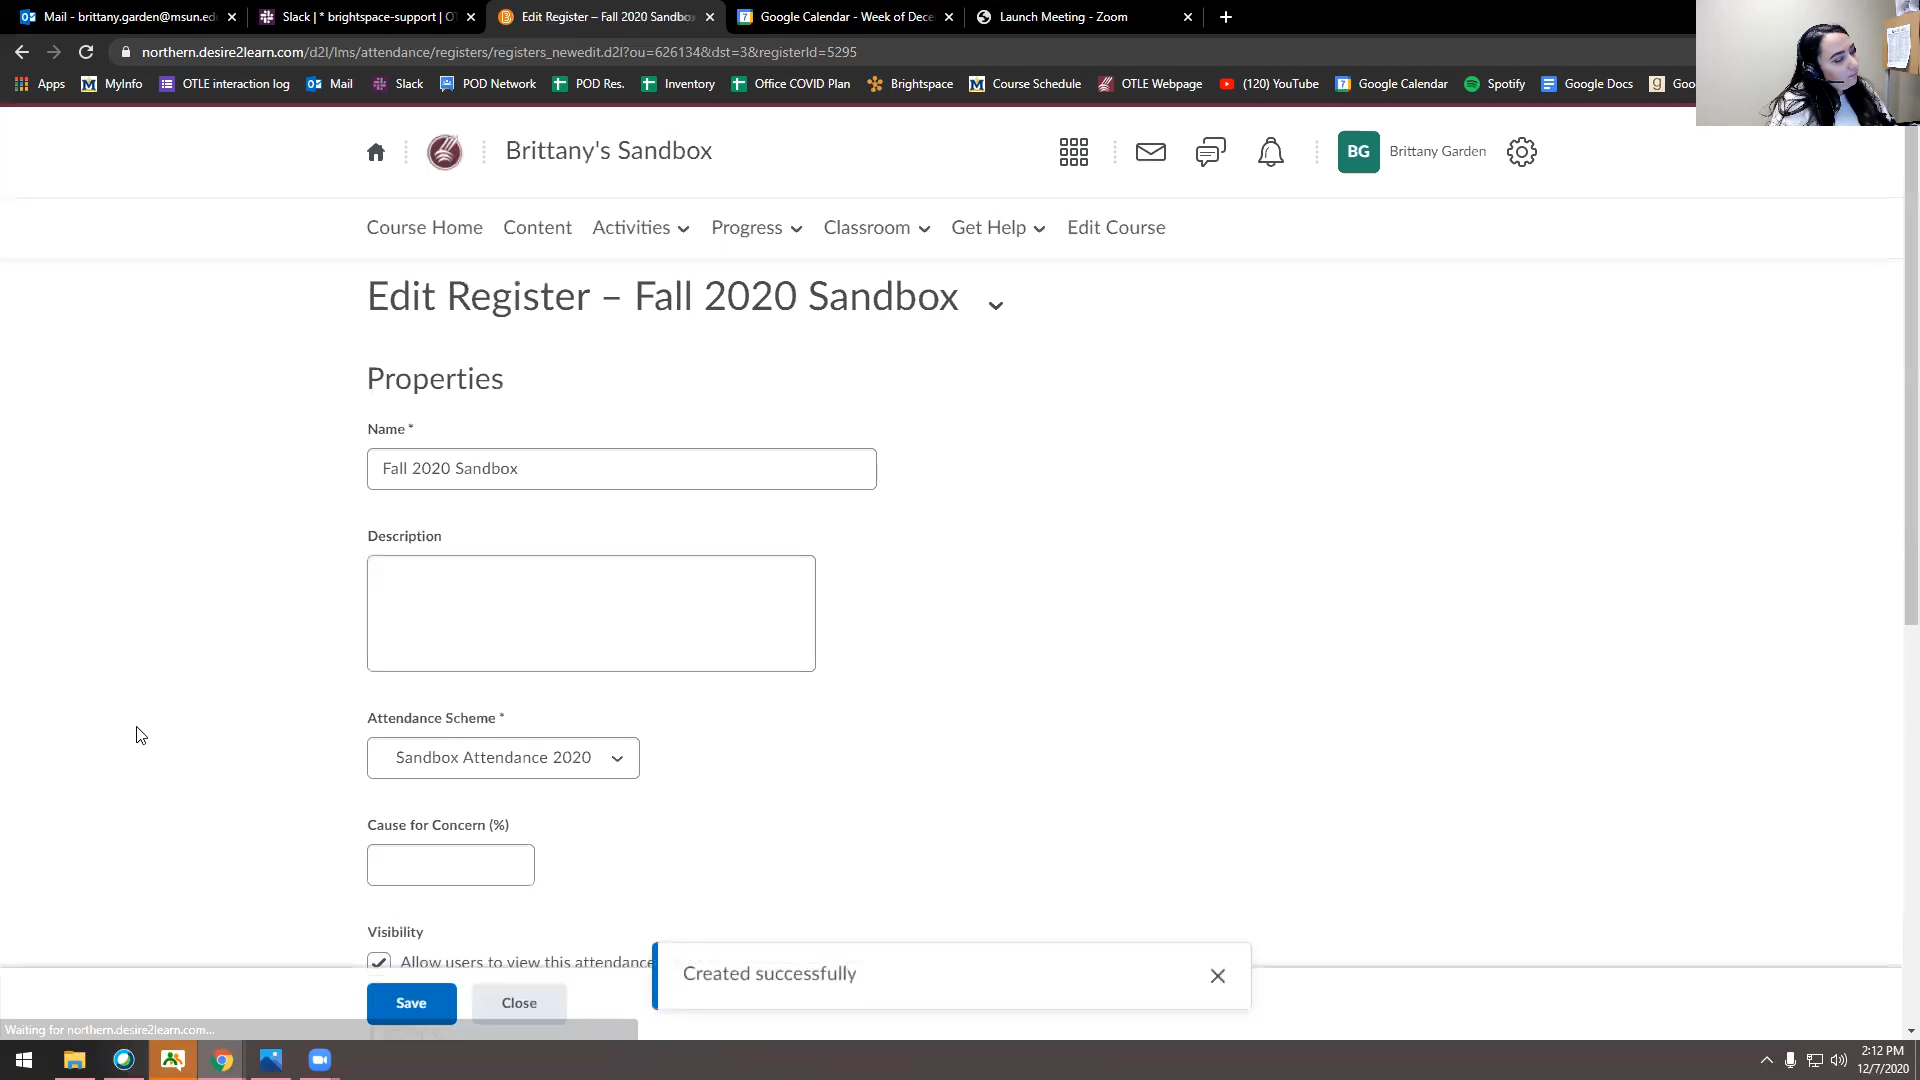 Mail - brittany.garden@msun.ed
Slack | * brightspace-support | OT
Edit Register – Fall 2020 Sandbo
Google Calendar - Week of Dece
Launch Meeting - Zoom
northern.desire2learn.com/d2l/lms/attendance/registers/registers_newedit.d2l?ou=626134&dst=3&registerId=5295
Apps MyInfo OTLE interaction log Mail Slack POD Network POD Res. Inventory Office COVID Plan Brightspace Course Schedule OTLE Webpage (120) YouTube Google Calendar Spotify Google Docs Goo
Brittany's Sandbox
BG Brittany Garden
Course Home Content Activities Progress Classroom Get Help Edit Course
Edit Register – Fall 2020 Sandbox
Properties
Name *
Fall 2020 Sandbox
Description
Attendance Scheme *
Sandbox Attendance 2020
Cause for Concern (%)
Visibility
Allow users to view this attendance
Created successfully
Save Close
Waiting for northern.desire2learn.com...
2:12 PM
12/7/2020